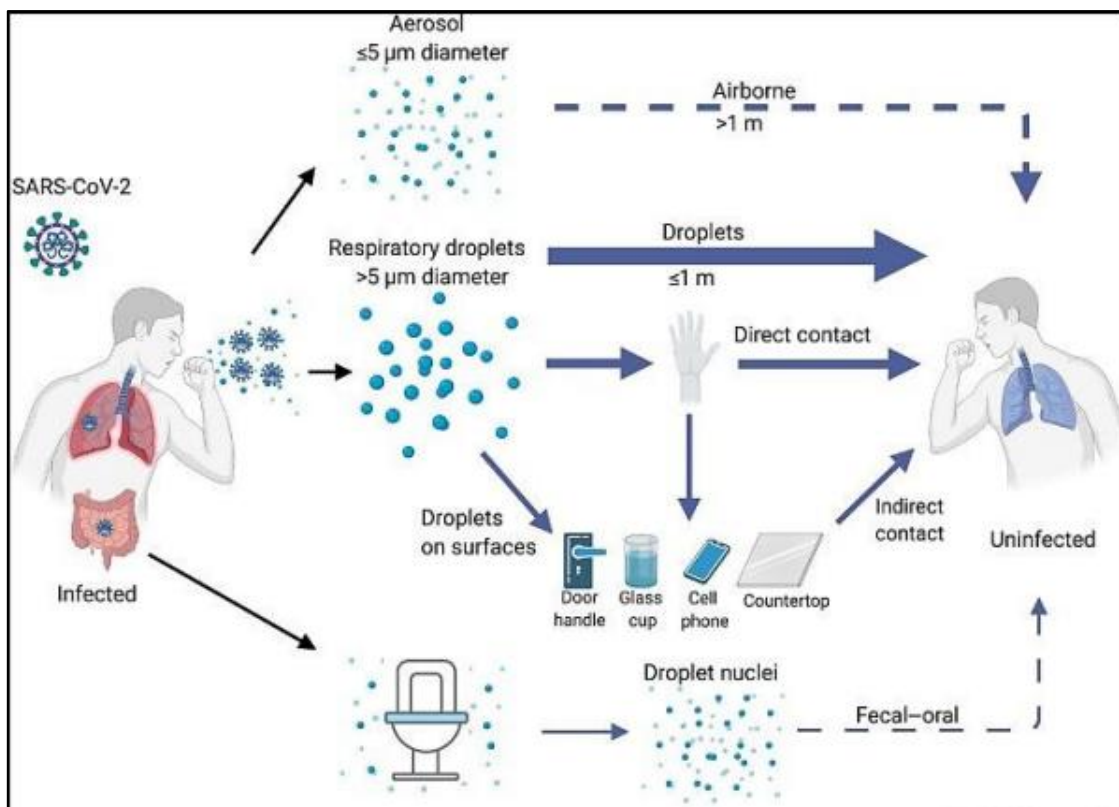 Aerosol
≤5 μm diameter
Airborne
>1 m
SARS-CoV-2
Respiratory droplets
>5 μm diameter
Droplets
≤1 m
Direct contact
Droplets
on surfaces
Indirect
contact
Door
handle
Glass
cup
Cell
phone
Countertop
Infected
Uninfected
Droplet nuclei
Fecal–oral